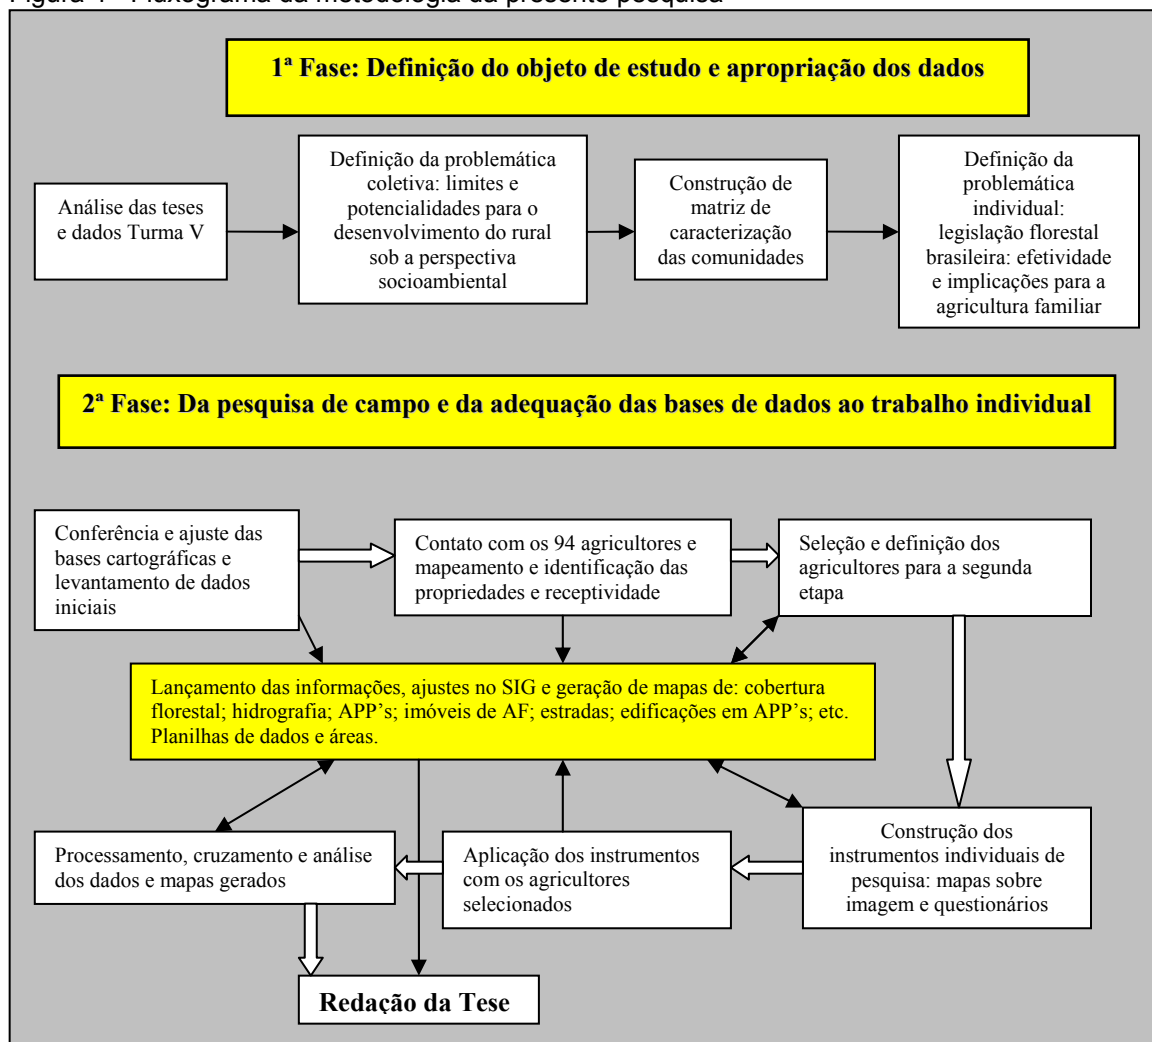 Figura 4 - Fluxograma da metodologia da presente pesquisa
1ª Fase: Definição do objeto de estudo e apropriação dos dados
Análise das teses
e dados Turma V
Definição da problemática
coletiva: limites e
potencialidades para o
desenvolvimento do rural
sob a perspectiva
socioambiental
Construção de
matriz de
caracterização
das comunidades
Definição da
problemática
individual:
legislação florestal
brasileira: efetividade
e implicações para a
agricultura familiar
2ª Fase: Da pesquisa de campo e da adequação das bases de dados ao trabalho individual
Conferência e ajuste das
bases cartográficas e
levantamento de dados
iniciais
Contato com os 94 agricultores e
mapeamento e identificação das
propriedades e receptividade
Seleção e definição dos
agricultores para a segunda
etapa
Lançamento das informações, ajustes no SIG e geração de mapas de: cobertura
florestal; hidrografia; APP's; imóveis de AF; estradas; edificações em APP's; etc.
Planilhas de dados e áreas.
Processamento, cruzamento e análise
dos dados e mapas gerados
Aplicação dos instrumentos
com os agricultores
selecionados
Construção dos
instrumentos individuais de
pesquisa: mapas sobre
imagem e questionários
Redação da Tese